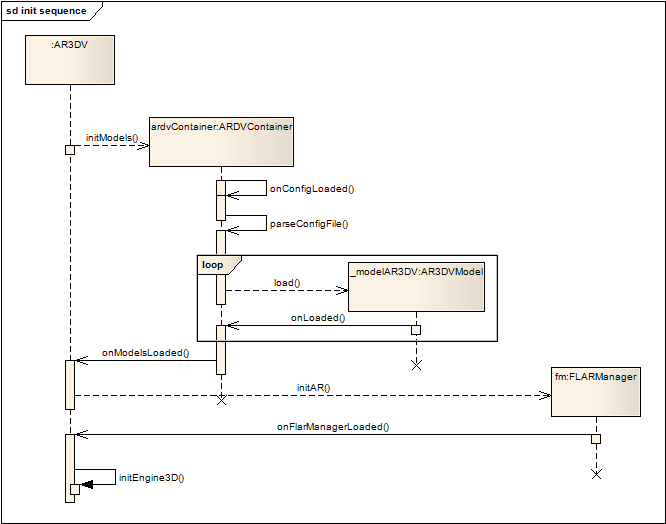 sd init sequence
:AR3DV
initModels()
ardvContainer:ARDVContainer
onConfigLoaded()
parseConfigFile()
loop
_modelAR3DV:AR3DVModel
load()
onLoaded()
onModelsLoaded()
fm:FLARManager
initAR()
onFlarManagerLoaded()
initEngine3D()